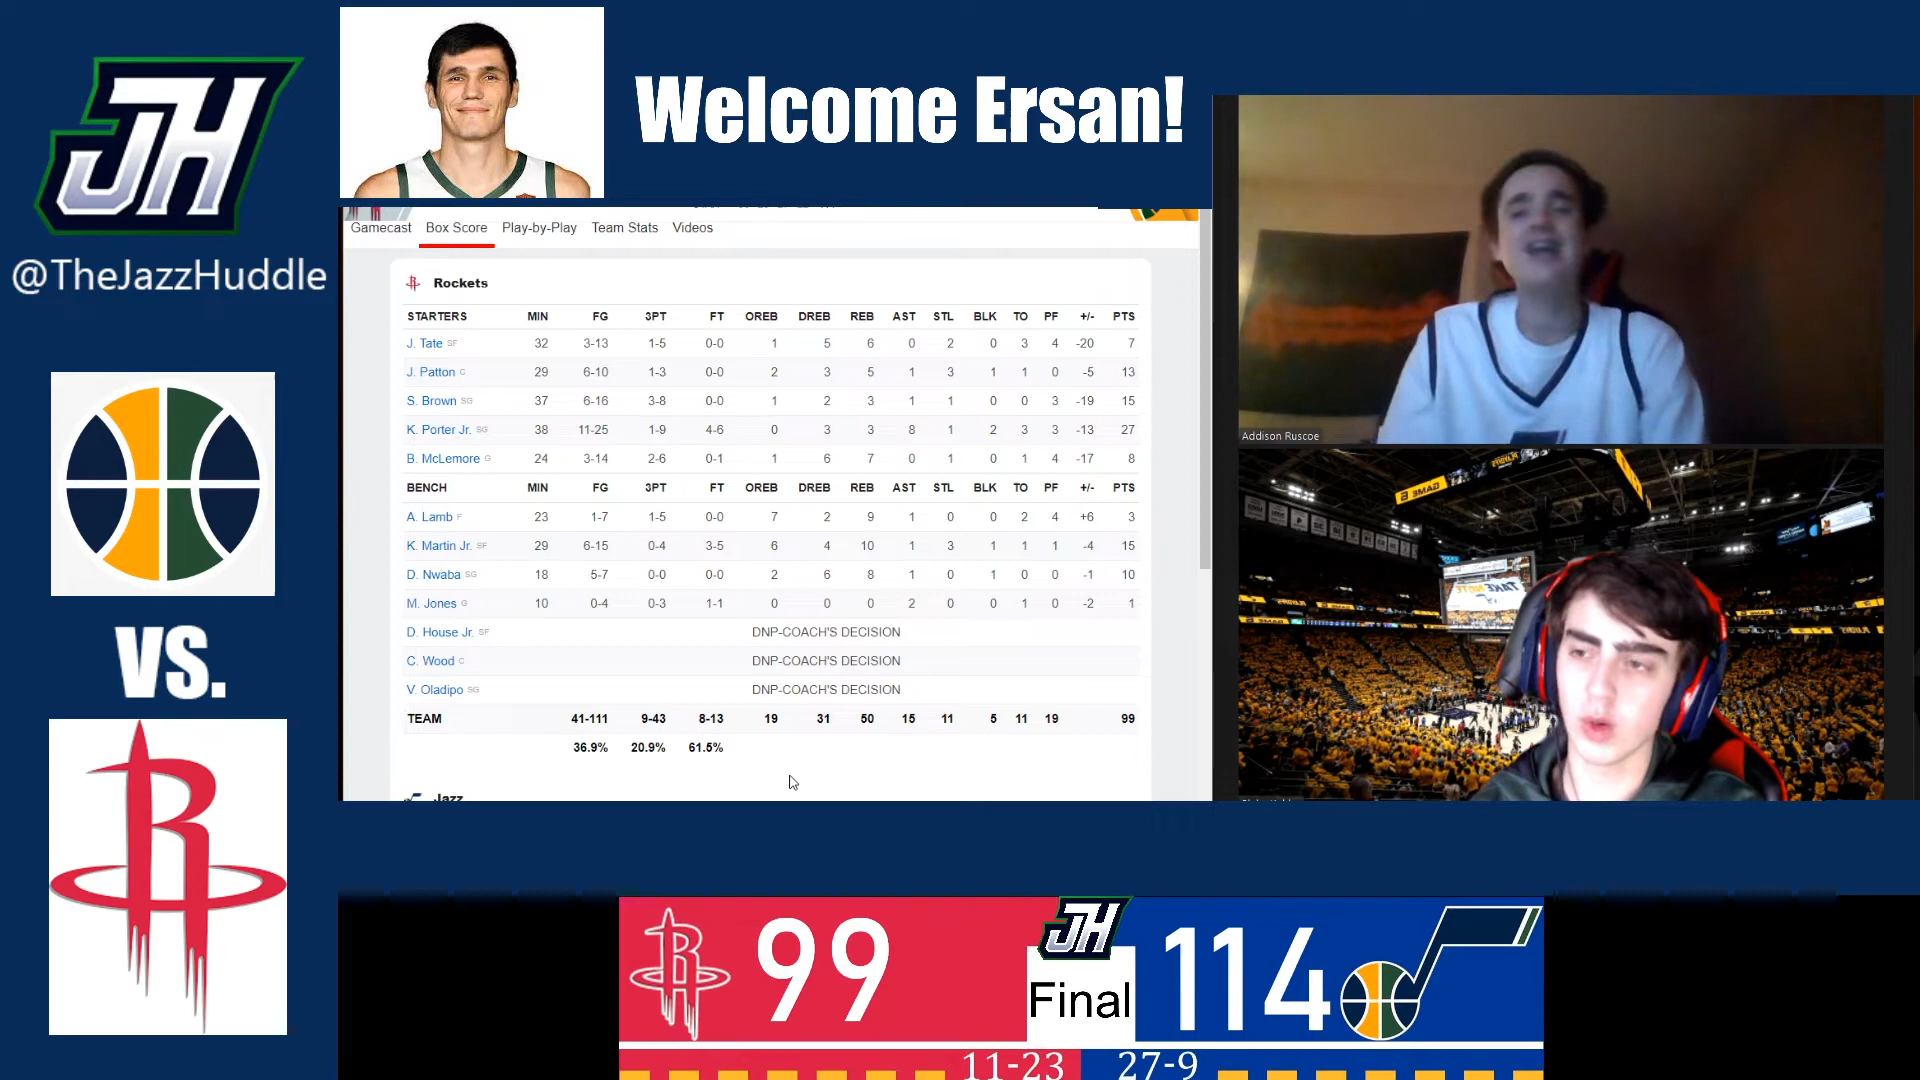 JH
@TheJazzHuddle
VS.
Welcome Ersan!
Gamecast Box Score Play-by-Play Team Stats Videos
Rockets
STARTERS MIN FG 3PT FT OREB DREB REB AST STL BLK TO PF +/- PTS
J. Tate SF 32 3-13 1-5 0-0 1 5 6 0 2 0 3 4 -20 7
J. Patton C 29 6-10 1-3 0-0 2 3 5 1 3 1 1 0 -5 13
S. Brown SG 37 6-16 3-8 0-0 1 2 3 1 1 0 0 3 -19 15
K. Porter Jr. SG 38 11-25 1-9 4-6 0 3 3 8 1 2 3 3 -13 27
B. McLemore G 24 3-14 2-6 0-1 1 6 7 0 1 0 1 4 -17 8
BENCH MIN FG 3PT FT OREB DREB REB AST STL BLK TO PF +/- PTS
A. Lamb F 23 1-7 1-5 0-0 7 2 9 1 0 0 2 4 +6 3
K. Martin Jr. SF 29 6-15 0-4 3-5 6 4 10 1 3 1 1 1 -4 15
D. Nwaba SG 18 5-7 0-0 0-0 2 6 8 1 0 1 0 0 -1 10
M. Jones G 10 0-4 0-3 1-1 0 0 0 2 0 0 1 0 -2 1
D. House Jr. SF DNP-COACH'S DECISION
C. Wood C DNP-COACH'S DECISION
V. Oladipo SG DNP-COACH'S DECISION
TEAM 41-111 9-43 8-13 19 31 50 15 11 5 11 19 99
36.9% 20.9% 61.5%
Jazz
Addison Ruscoe
GAME 6
PLAYOFFS
TAKE NOTE
R 99 JH Final 114
11-23 27-9